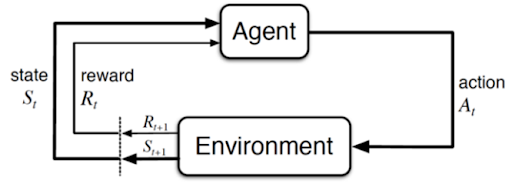 Agent
state
S_t
reward
R_t
action
A_t
R_{t+1}
S_{t+1}
Environment